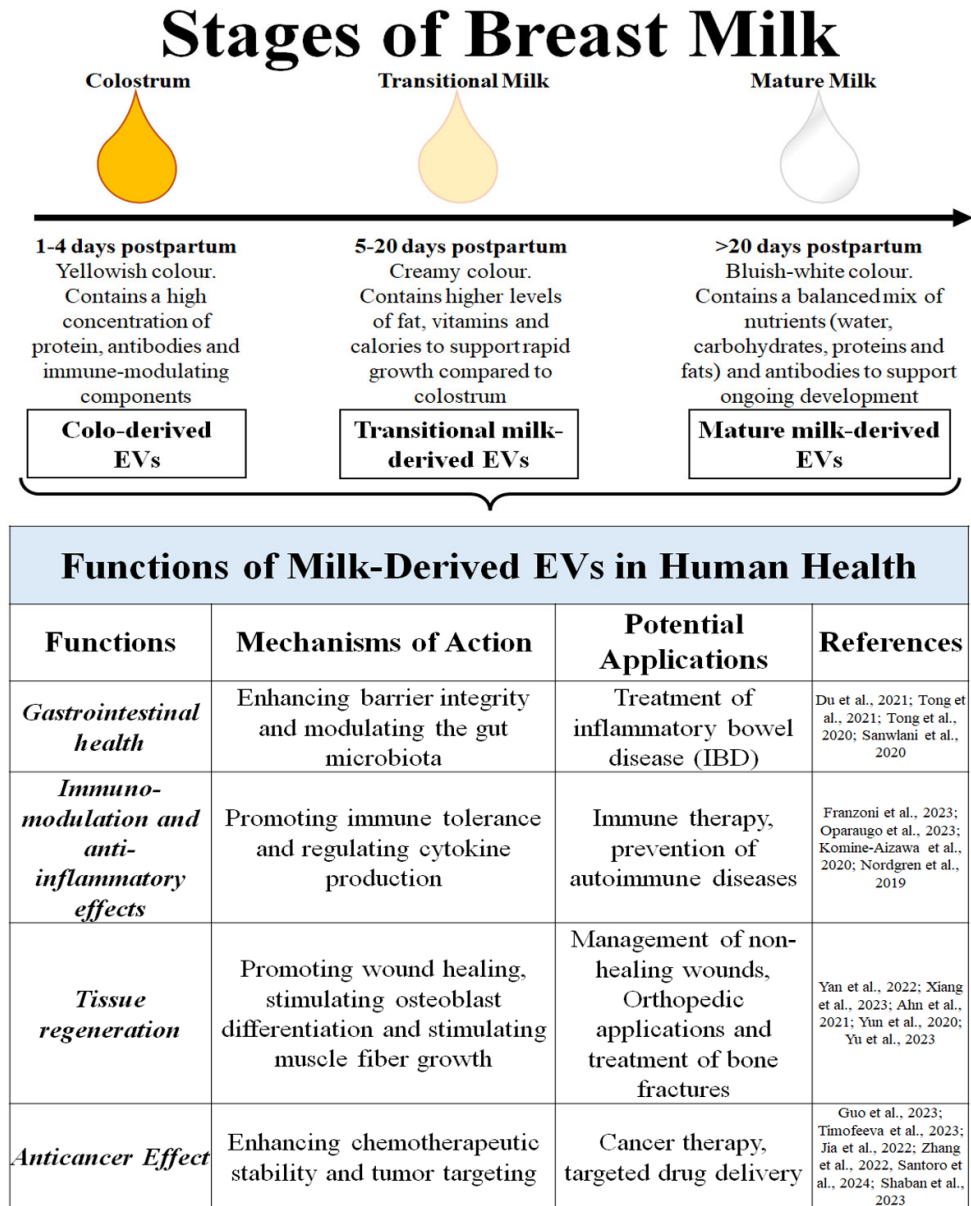 Stages of Breast Milk
Colostrum
Transitional Milk
Mature Milk
1-4 days postpartum
Yellowish colour.
Contains a high
concentration of
protein, antibodies and
immune-modulating
components
5-20 days postpartum
Creamy colour.
Contains higher levels
of fat, vitamins and
calories to support rapid
growth compared to
colostrum
>20 days postpartum
Bluish-white colour.
Contains a balanced mix of
nutrients (water,
carbohydrates, proteins and
fats) and antibodies to support
ongoing development
Colo-derived
EVs
Transitional milk-
derived EVs
Mature milk-derived
EVs
Functions of Milk-Derived EVs in Human Health
Functions
Mechanisms of Action
Potential
Applications
References
Gastrointestinal
health
Enhancing barrier integrity
and modulating the gut
microbiota
Treatment of
inflammatory bowel
disease (IBD)
Du et al., 2021; Tong et
al., 2021; Tong et al.,
2020; Sanwlani et al.,
2020
Immuno-
modulation and
anti-
inflammatory
effects
Promoting immune tolerance
and regulating cytokine
production
Immune therapy,
prevention of
autoimmune diseases
Franzoni et al., 2023;
Oparaugo et al., 2023;
Komine-Aizawa et al.,
2020; Nordgren et al.,
2019
Tissue
regeneration
Promoting wound healing,
stimulating osteoblast
differentiation and stimulating
muscle fiber growth
Management of non-
healing wounds,
Orthopedic
applications and
treatment of bone
fractures
Yan et al., 2022; Xiang
et al., 2023; Ahn et al.,
2021; Yun et al., 2020;
Yu et al., 2023
Anticancer Effect
Enhancing chemotherapeutic
stability and tumor targeting
Cancer therapy,
targeted drug delivery
Guo et al., 2023;
Timofeeva et al., 2023;
Jia et al., 2022; Zhang
et al., 2022, Santoro et
al., 2024; Shaban et al.,
2023